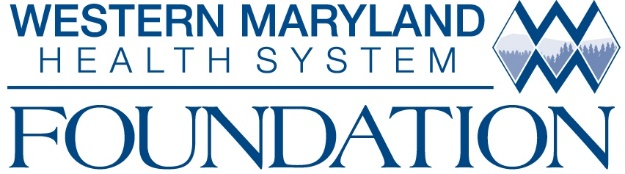 WESTERN MARYLAND
HEALTH SYSTEM
FOUNDATION